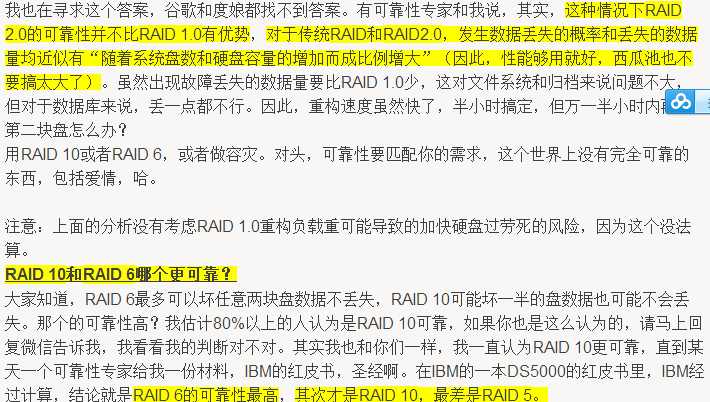 我也在寻求这个答案，谷歌和度娘都找不到答案。有可靠性专家和我说，其实，这种情况下RAID
2.0的可靠性并不比RAID 1.0有优势，对于传统RAID和RAID2.0，发生数据丢失的概率和丢失的数据
量均近似有“随着系统盘数和硬盘容量的增加而成比例增大”（因此，性能够用就好，西瓜池也不
要搞太大了）。虽然出现故障丢失的数据量要比RAID 1.0少，这对文件系统和归档来说问题不大，
但对于数据库来说，丢一点都不行。因此，重构速度虽然快了，半小时搞定，但万一半小时内
第二块盘怎么办？
用RAID 10或者RAID 6，或者做容灾。对头，可靠性要匹配你的需求，这个世界上没有完全可靠的
东西，包括爱情，哈。
注意：上面的分析没有考虑RAID 1.0重构负载重可能导致的加快硬盘过劳死的风险，因为这个没法
算。
RAID 10和RAID 6哪个更可靠？
大家知道，RAID 6最多可以坏任意两块盘数据不丢失，RAID 10可能坏一半的盘数据也可能不会丢
失。那个的可靠性高？我估计80%以上的人认为是RAID 10可靠，如果你也是这么认为的，请马上回
复微信告诉我，我看看我的判断对不对。其实我也和你们一样，我一直认为RAID 10更可靠，直到某
天一个可靠性专家给我一份材料，IBM的红皮书，圣经啊。在IBM的一本DS5000的红皮书里，IBM经
过计算，结论就是RAID 6的可靠性最高，其次才是RAID 10，最差是RAID 5。